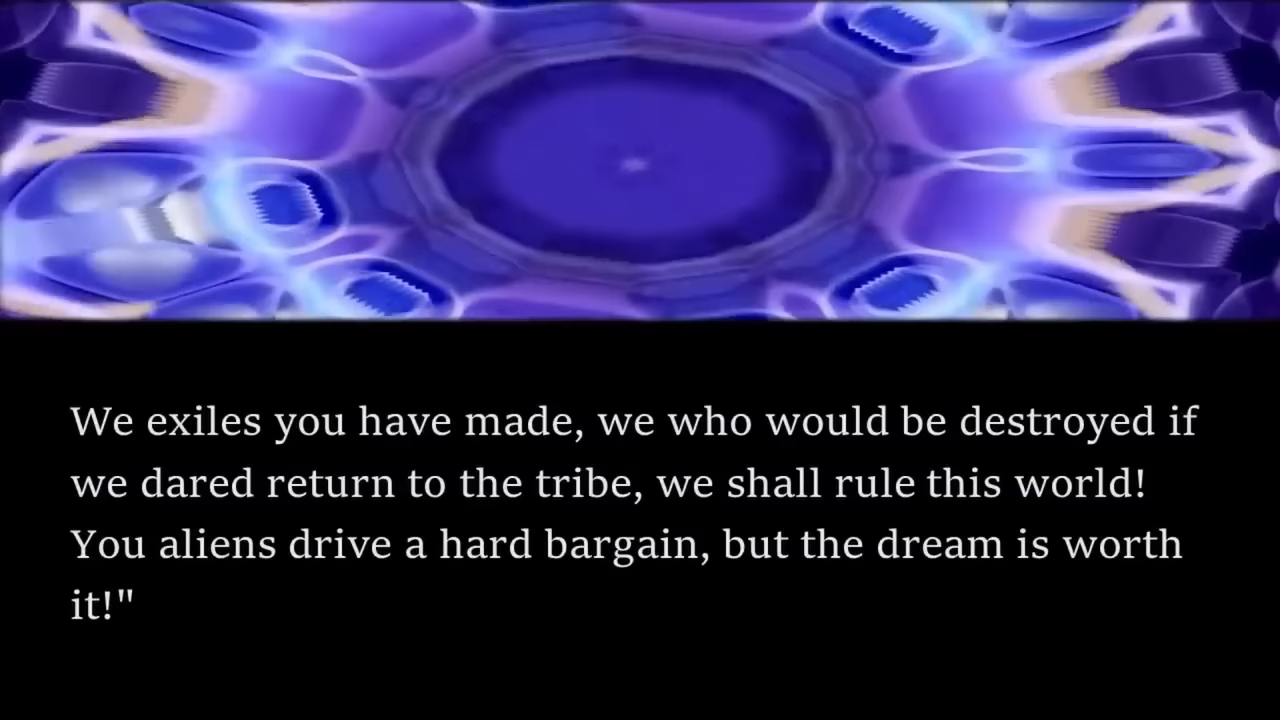 We exiles you have made, we who would be destroyed if
we dared return to the tribe, we shall rule this world!
You aliens drive a hard bargain, but the dream is worth
it!"